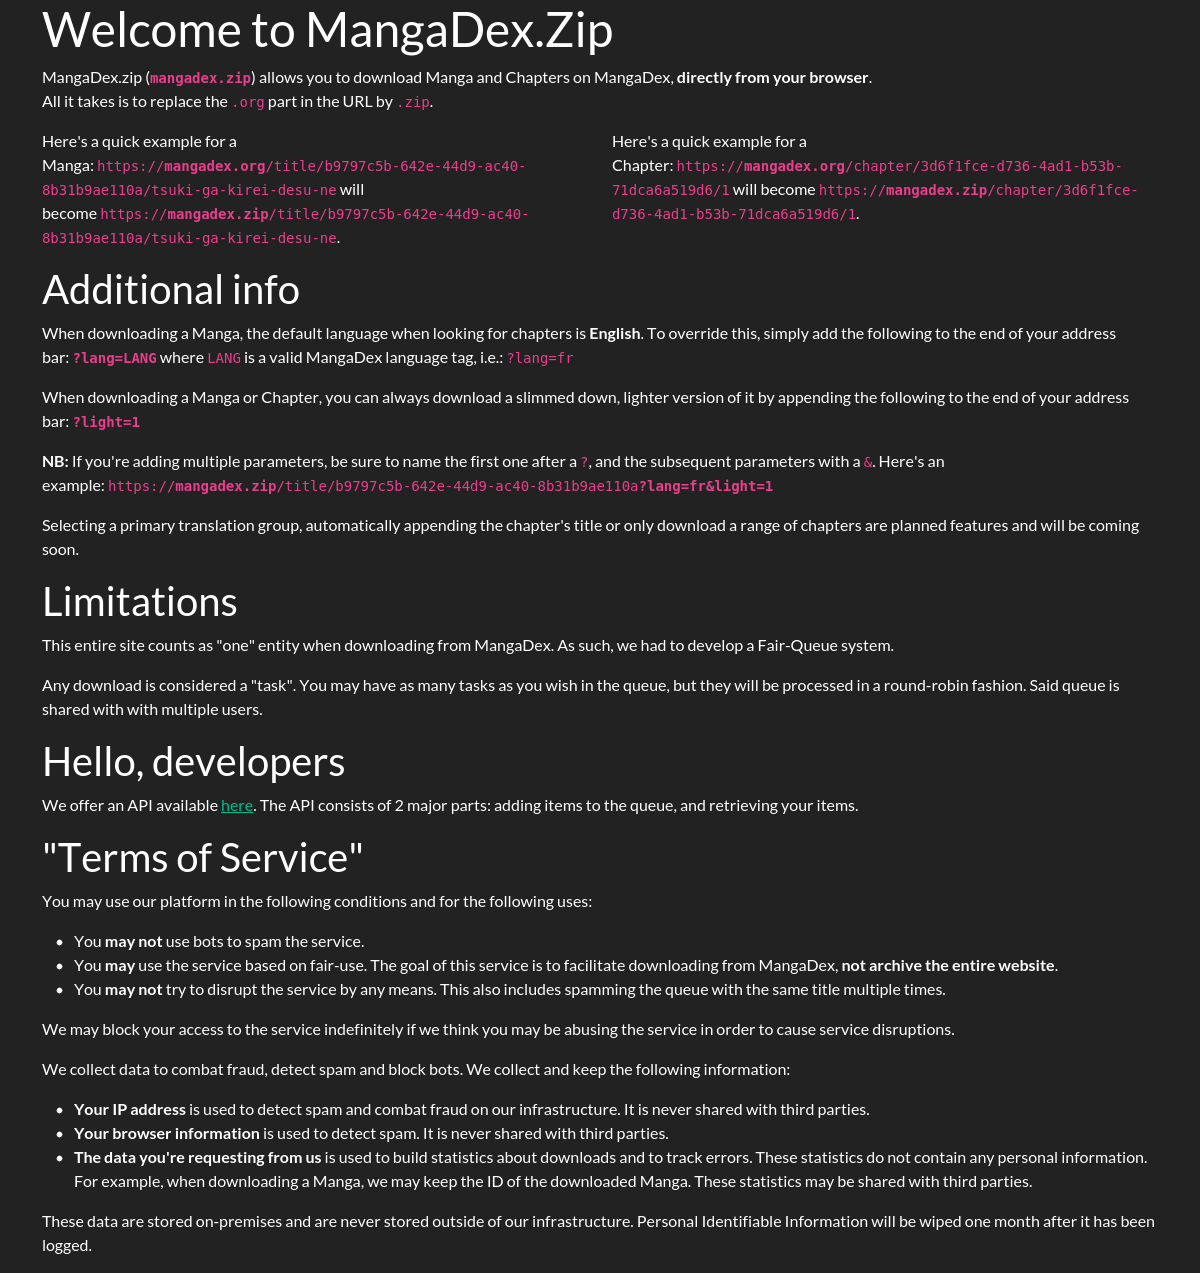 Welcome to MangaDex.Zip
MangaDex.zip (mangadex.zip) allows you to download Manga and Chapters on MangaDex, directly from your browser.
All it takes is to replace the .org part in the URL by .zip.
Here's a quick example for a
Manga: https://mangadex.org/title/b9797c5b-642e-44d9-ac40-
8b31b9ae110a/tsuki-ga-kirei-desu-ne will
become https://mangadex.zip/title/b9797c5b-642e-44d9-ac40-
8b31b9ae110a/tsuki-ga-kirei-desu-ne.
Here's a quick example for a
Chapter: https://mangadex.org/chapter/3d6f1fce-d736-4ad1-b53b-
71dca6a519d6/1 will become https://mangadex.zip/chapter/3d6f1fce-
d736-4ad1-b53b-71dca6a519d6/1.
Additional info
When downloading a Manga, the default language when looking for chapters is English. To override this, simply add the following to the end of your address
bar: ?lang=LANG where LANG is a valid MangaDex language tag, i.e.: ?lang=fr
When downloading a Manga or Chapter, you can always download a slimmed down, lighter version of it by appending the following to the end of your address
bar: ?light=1
NB: If you're adding multiple parameters, be sure to name the first one after a ?, and the subsequent parameters with a &. Here's an
example: https://mangadex.zip/title/b9797c5b-642e-44d9-ac40-8b31b9ae110a?lang=fr&light=1
Selecting a primary translation group, automatically appending the chapter's title or only download a range of chapters are planned features and will be coming
soon.
Limitations
This entire site counts as "one" entity when downloading from MangaDex. As such, we had to develop a Fair-Queue system.
Any download is considered a "task". You may have as many tasks as you wish in the queue, but they will be processed in a round-robin fashion. Said queue is
shared with with multiple users.
Hello, developers
We offer an API available here. The API consists of 2 major parts: adding items to the queue, and retrieving your items.
"Terms of Service"
You may use our platform in the following conditions and for the following uses:
• You may not use bots to spam the service.
• You may use the service based on fair-use. The goal of this service is to facilitate downloading from MangaDex, not archive the entire website.
• You may not try to disrupt the service by any means. This also includes spamming the queue with the same title multiple times.
We may block your access to the service indefinitely if we think you may be abusing the service in order to cause service disruptions.
We collect data to combat fraud, detect spam and block bots. We collect and keep the following information:
• Your IP address is used to detect spam and combat fraud on our infrastructure. It is never shared with third parties.
• Your browser information is used to detect spam. It is never shared with third parties.
• The data you're requesting from us is used to build statistics about downloads and to track errors. These statistics do not contain any personal information.
For example, when downloading a Manga, we may keep the ID of the downloaded Manga. These statistics may be shared with third parties.
These data are stored on-premises and are never stored outside of our infrastructure. Personal Identifiable Information will be wiped one month after it has been
logged.